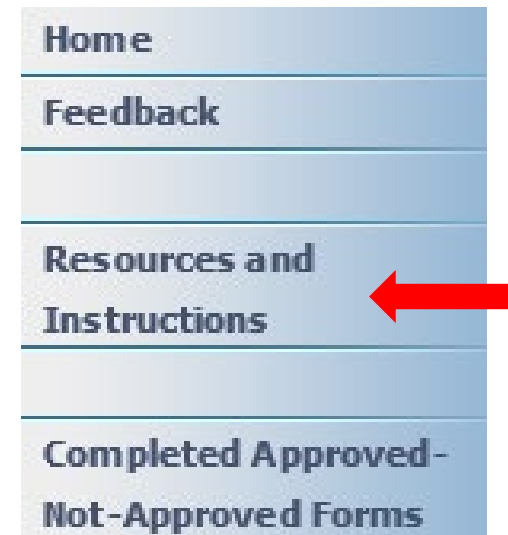 Home
Feedback
Resources and
Instructions
Completed Approved-
Not-Approved Forms